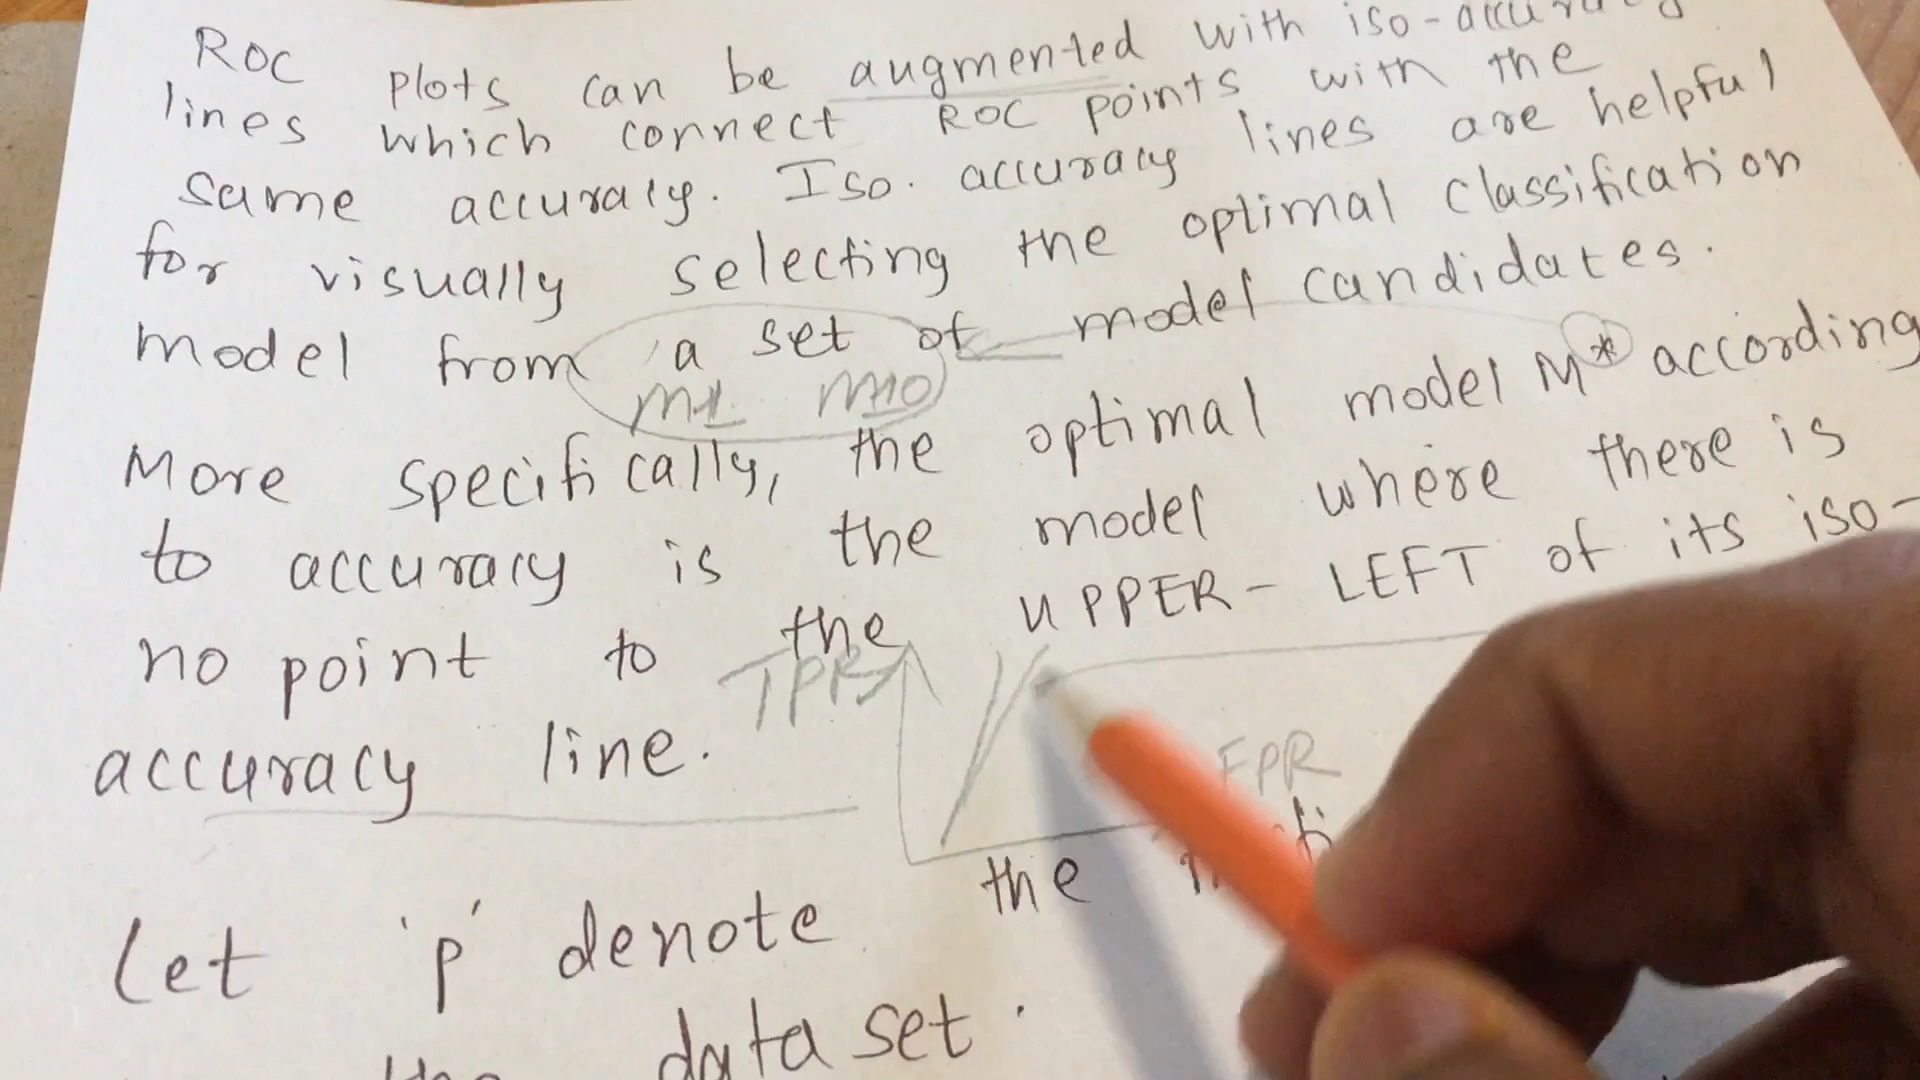 ROC plots can be augmented with iso-accuracy
lines which connect ROC points with the
same accuracy. Iso. accuracy lines are helpful
for visually selecting the optimal classification
model from a set of model candidates.
m1 m10
More specifically, the optimal model M* according
to accuracy is the model where there is
no point to the UPPER-LEFT of its iso-
accuracy line.
TPR
FPR
Let 'p' denote the
data set.